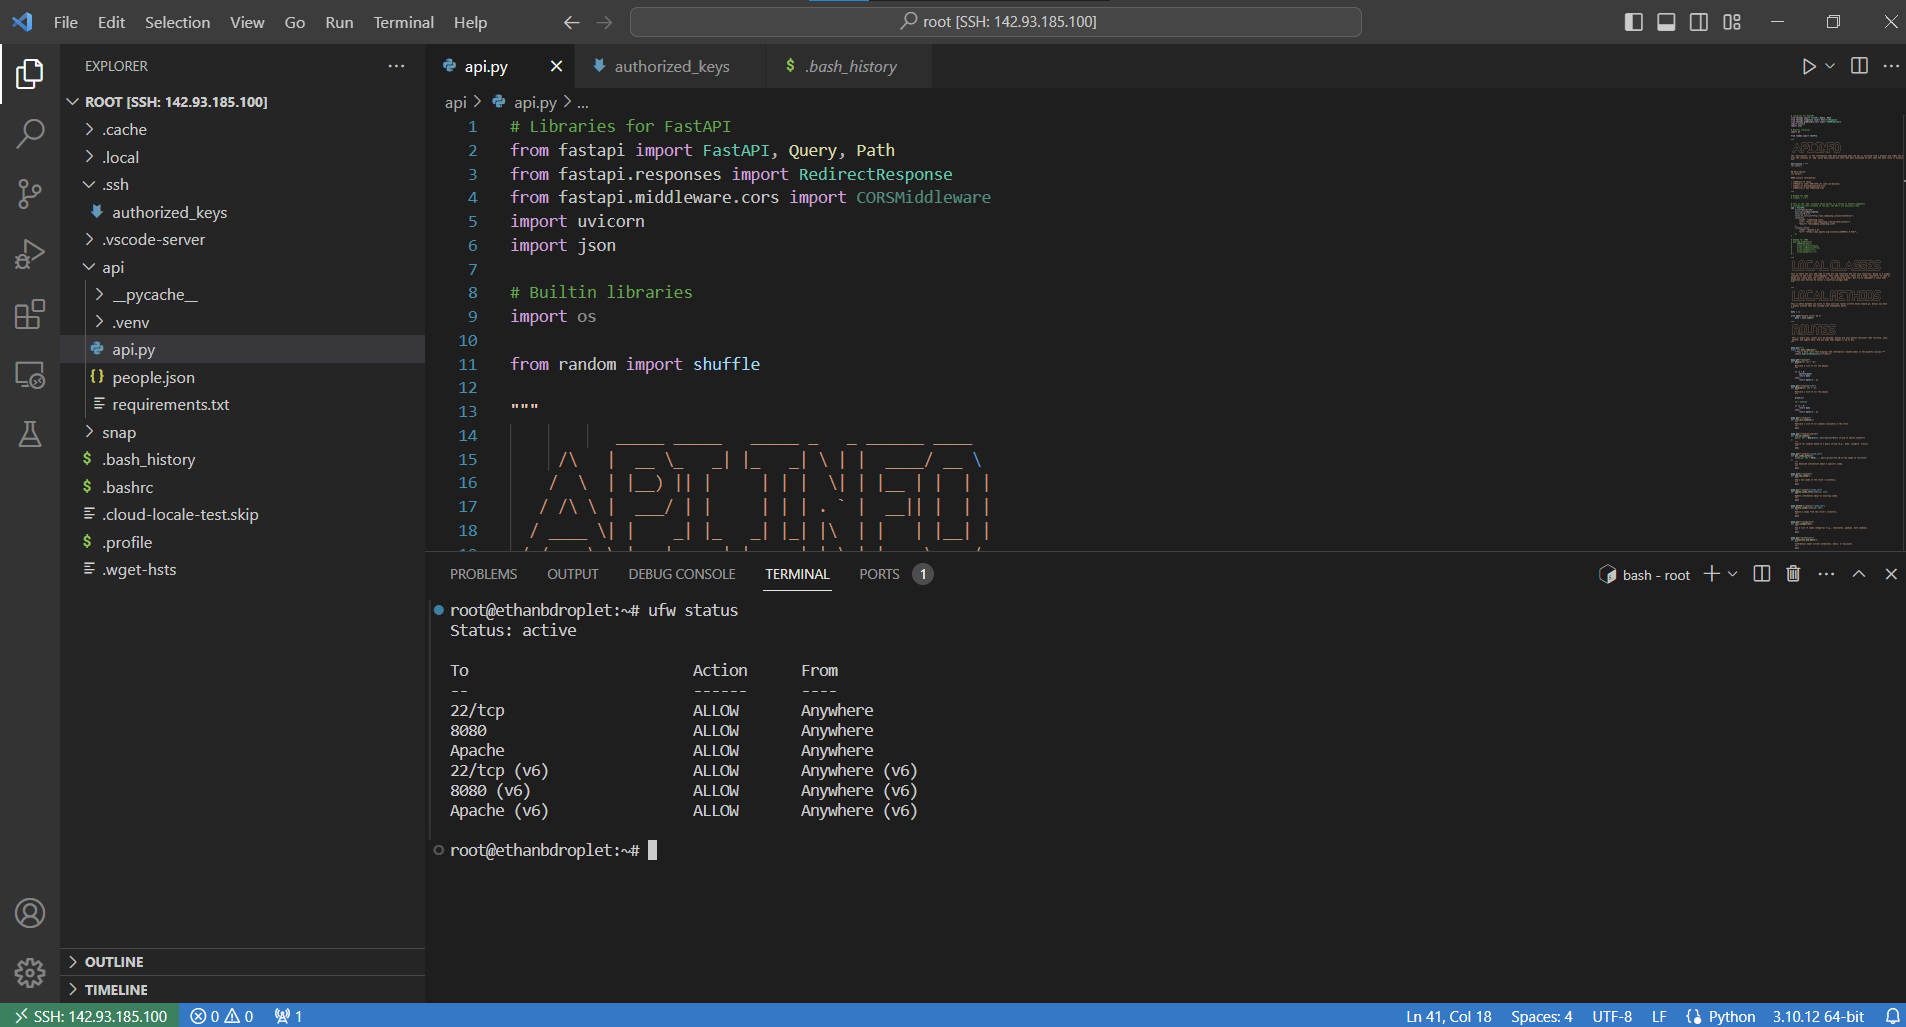 File Edit Selection View Go Run Terminal Help
root [SSH: 142.93.185.100]
EXPLORER
ROOT [SSH: 142.93.185.100]
.cache
.local
.ssh
authorized_keys
.vscode-server
api
__pycache__
.venv
api.py
people.json
requirements.txt
snap
.bash_history
.bashrc
.cloud-locale-test.skip
.profile
.wget-hsts
OUTLINE
TIMELINE
api.py authorized_keys .bash_history
api > api.py > ...
1 # Libraries for FastAPI
2 from fastapi import FastAPI, Query, Path
3 from fastapi.responses import RedirectResponse
4 from fastapi.middleware.cors import CORSMiddleware
5 import uvicorn
6 import json
7
8 # Builtin libraries
9 import os
10
11 from random import shuffle
12
13 """
14
15
16
17
18
API INFO
PROBLEMS OUTPUT DEBUG CONSOLE TERMINAL PORTS 1
bash - root
root@ethanbdroplet:~# ufw status
Status: active
To Action From
-- ------ ----
22/tcp ALLOW Anywhere
8080 ALLOW Anywhere
Apache ALLOW Anywhere
22/tcp (v6) ALLOW Anywhere (v6)
8080 (v6) ALLOW Anywhere (v6)
Apache (v6) ALLOW Anywhere (v6)
root@ethanbdroplet:~#
SSH: 142.93.185.100 0 0 1
Ln 41, Col 18 Spaces: 4 UTF-8 LF Python 3.10.12 64-bit